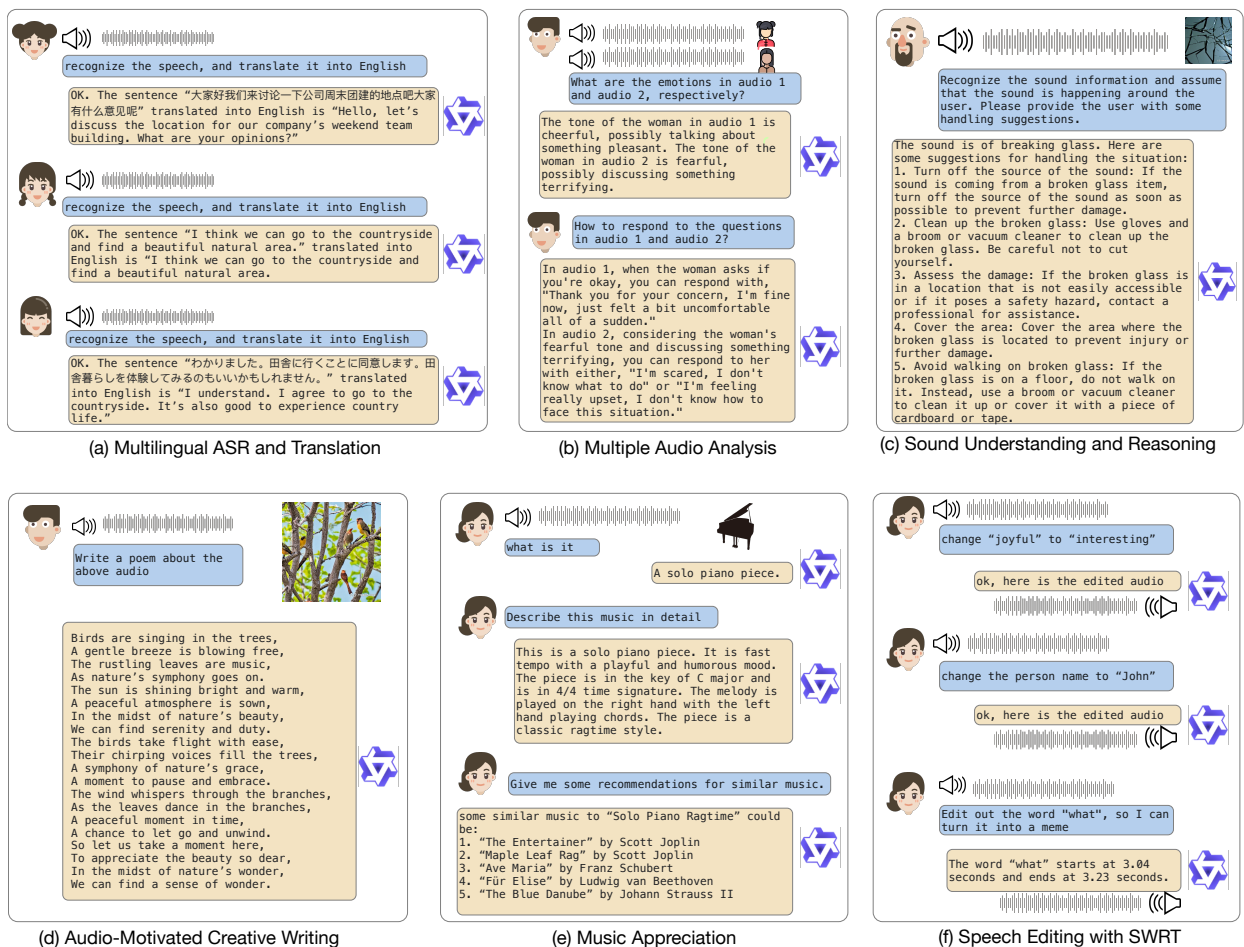 recognize the speech, and translate it into English
OK. The sentence “大家好我们来讨论一下公司周末团建的地点吧大家
有什么意见呢” translated into English is “Hello, let’s
discuss the location for our company’s weekend team
building. What are your opinions?”
recognize the speech, and translate it into English
OK. The sentence “I think we can go to the countryside
and find a beautiful natural area.” translated into
English is “I think we can go to the countryside and
find a beautiful natural area.
recognize the speech, and translate it into English
OK. The sentence “わかりました。田舎に行くことに同意します。田
舎暮らしを体験してみるのもいいかもしれません。” translated
into English is “I understand. I agree to go to the
countryside. It’s also good to experience country
life.”
(a) Multilingual ASR and Translation
What are the emotions in audio 1
and audio 2, respectively?
The tone of the woman in audio 1 is
cheerful, possibly talking about
something pleasant. The tone of the
woman in audio 2 is fearful,
possibly discussing something
terrifying.
How to respond to the questions
in audio 1 and audio 2?
In audio 1, when the woman asks if
you're okay, you can respond with,
"Thank you for your concern, I'm fine
now, just felt a bit uncomfortable
all of a sudden."
In audio 2, considering the woman's
fearful tone and discussing something
terrifying, you can respond to her
with either, "I'm scared, I don't
know what to do" or "I'm feeling
really upset, I don't know how to
face this situation."
(b) Multiple Audio Analysis
Recognize the sound information and assume
that the sound is happening around the
user. Please provide the user with some
handling suggestions.
The sound is of breaking glass. Here are
some suggestions for handling the situation:
1. Turn off the source of the sound: If the
sound is coming from a broken glass item,
turn off the source of the sound as soon as
possible to prevent further damage.
2. Clean up the broken glass: Use gloves and
a broom or vacuum cleaner to clean up the
broken glass. Be careful not to cut
yourself.
3. Assess the damage: If the broken glass is
in a location that is not easily accessible
or if it poses a safety hazard, contact a
professional for assistance.
4. Cover the area: Cover the area where the
broken glass is located to prevent injury or
further damage.
5. Avoid walking on broken glass: If the
broken glass is on a floor, do not walk on
it. Instead, use a broom or vacuum cleaner
to clean it up or cover it with a piece of
cardboard or tape.
(c) Sound Understanding and Reasoning
Write a poem about the
above audio
Birds are singing in the trees,
A gentle breeze is blowing free,
The rustling leaves are music,
As nature’s symphony goes on.
The sun is shining bright and warm,
A peaceful atmosphere is sown,
In the midst of nature’s beauty,
We can find serenity and duty.
The birds take flight with ease,
Their chirping voices fill the trees,
A symphony of nature’s grace,
A moment to pause and embrace.
The wind whispers through the branches,
As the leaves dance in the branches,
A peaceful moment in time,
A chance to let go and unwind.
So let us take a moment here,
To appreciate the beauty so dear,
In the midst of nature’s wonder,
We can find a sense of wonder.
(d) Audio-Motivated Creative Writing
what is it
A solo piano piece.
Describe this music in detail
This is a solo piano piece. It is fast
tempo with a playful and humorous mood.
The piece is in the key of C major and
is in 4/4 time signature. The melody is
played on the right hand with the left
hand playing chords. The piece is a
classic ragtime style.
Give me some recommendations for similar music.
some similar music to “Solo Piano Ragtime” could
be:
1. “The Entertainer” by Scott Joplin
2. “Maple Leaf Rag” by Scott Joplin
3. “Ave Maria” by Franz Schubert
4. “Für Elise” by Ludwig van Beethoven
5. “The Blue Danube” by Johann Strauss II
(e) Music Appreciation
change “joyful” to “interesting”
ok, here is the edited audio
change the person name to “John”
ok, here is the edited audio
Edit out the word "what", so I can
turn it into a meme
The word “what” starts at 3.04
seconds and ends at 3.23 seconds.
(f) Speech Editing with SWRT